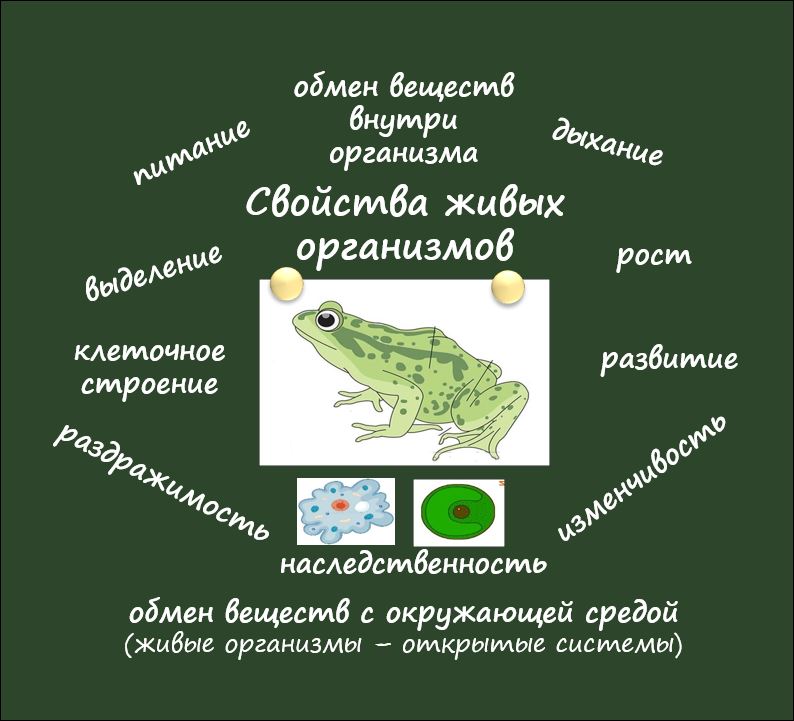 обмен веществ
внутри
организма
питание
дыхание
Свойства живых
организмов
выделение
рост
клеточное
строение
развитие
раздражимость
изменчивость
наследственность
обмен веществ с окружающей средой
(живые организмы – открытые системы)